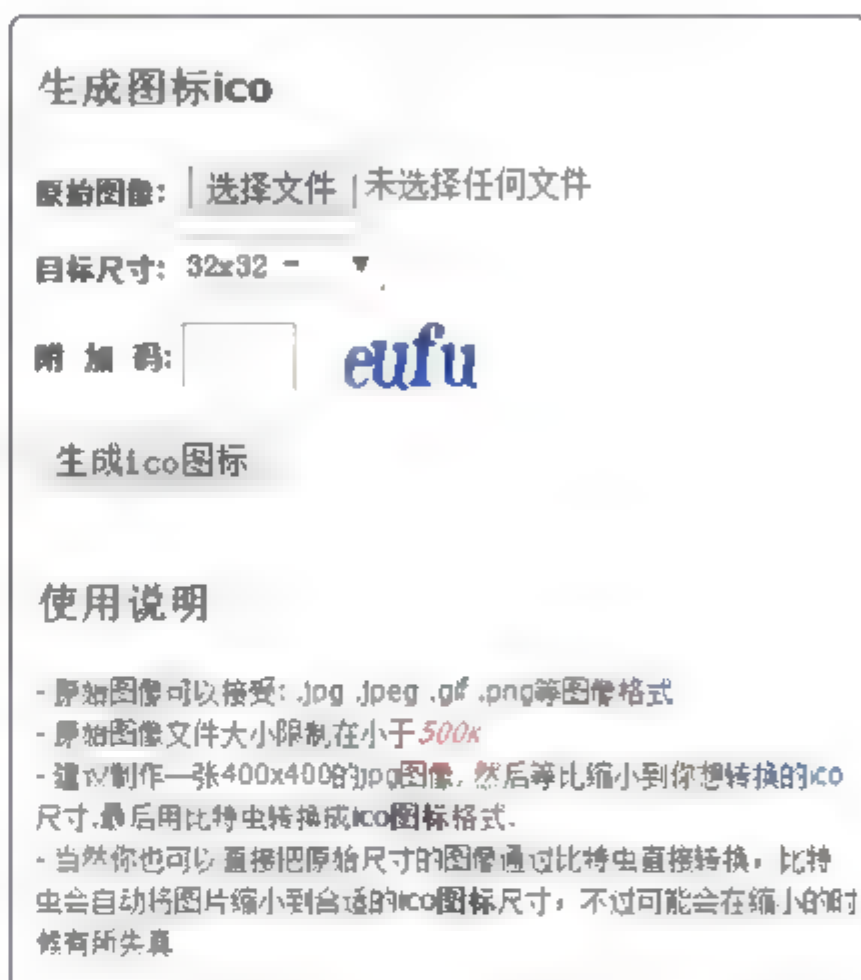 生成图标ico
原始图像: 选择文件 未选择任何文件
目标尺寸: 32x32 -
附 加 码: eufu
生成ico图标
使用说明
- 原始图像可以接受: .jpg .jpeg .gif .png等图像格式
- 原始图像文件大小限制在小于500K
- 建议制作一张400x400的jpg图像, 然后等比缩小到你想转换的ico
尺寸.最后用比特虫转换成ico图标格式.
- 当然你也可以直接把原始尺寸的图像通过比特虫直接转换，比特
虫会自动将图片缩小到合适的ico图标尺寸，不过可能会在缩小的时
候有所失真